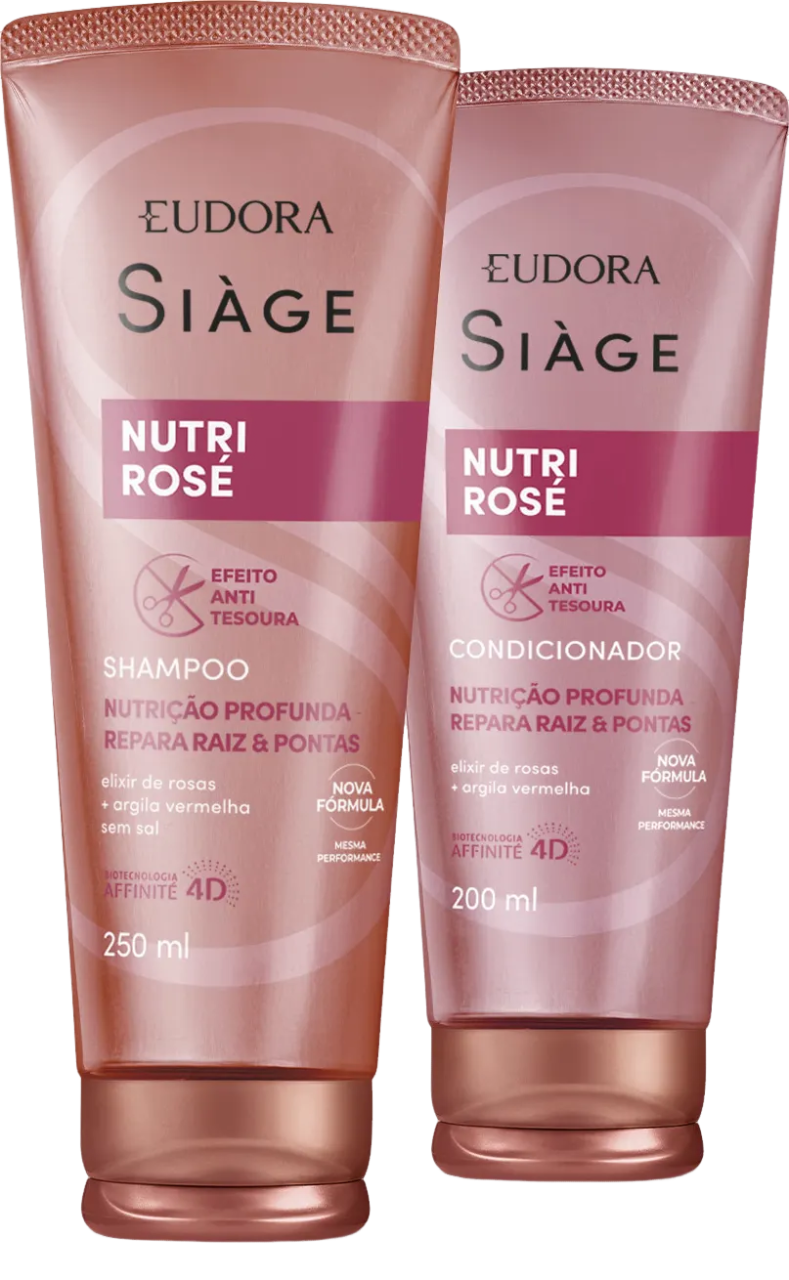 EUDORA
SIÀGE
NUTRI
ROSÉ
EFEITO
ANTI
TESOURA
SHAMPOO
NUTRIÇÃO PROFUNDA -
REPARA RAIZ & PONTAS
elixir de rosas
+ argila vermelha
sem sal
NOVA
FÓRMULA
MESMA
PERFORMANCE
BIOTECNOLOGIA
AFFINITÉ 4D
250 ml
EUDORA
SIÀGE
NUTRI
ROSÉ
EFEITO
ANTI
TESOURA
CONDICIONADOR
NUTRIÇÃO PROFUNDA -
REPARA RAIZ & PONTAS
elixir de rosas
+ argila vermelha
NOVA
FÓRMULA
MESMA
PERFORMANCE
BIOTECNOLOGIA
AFFINITÉ 4D
200 ml